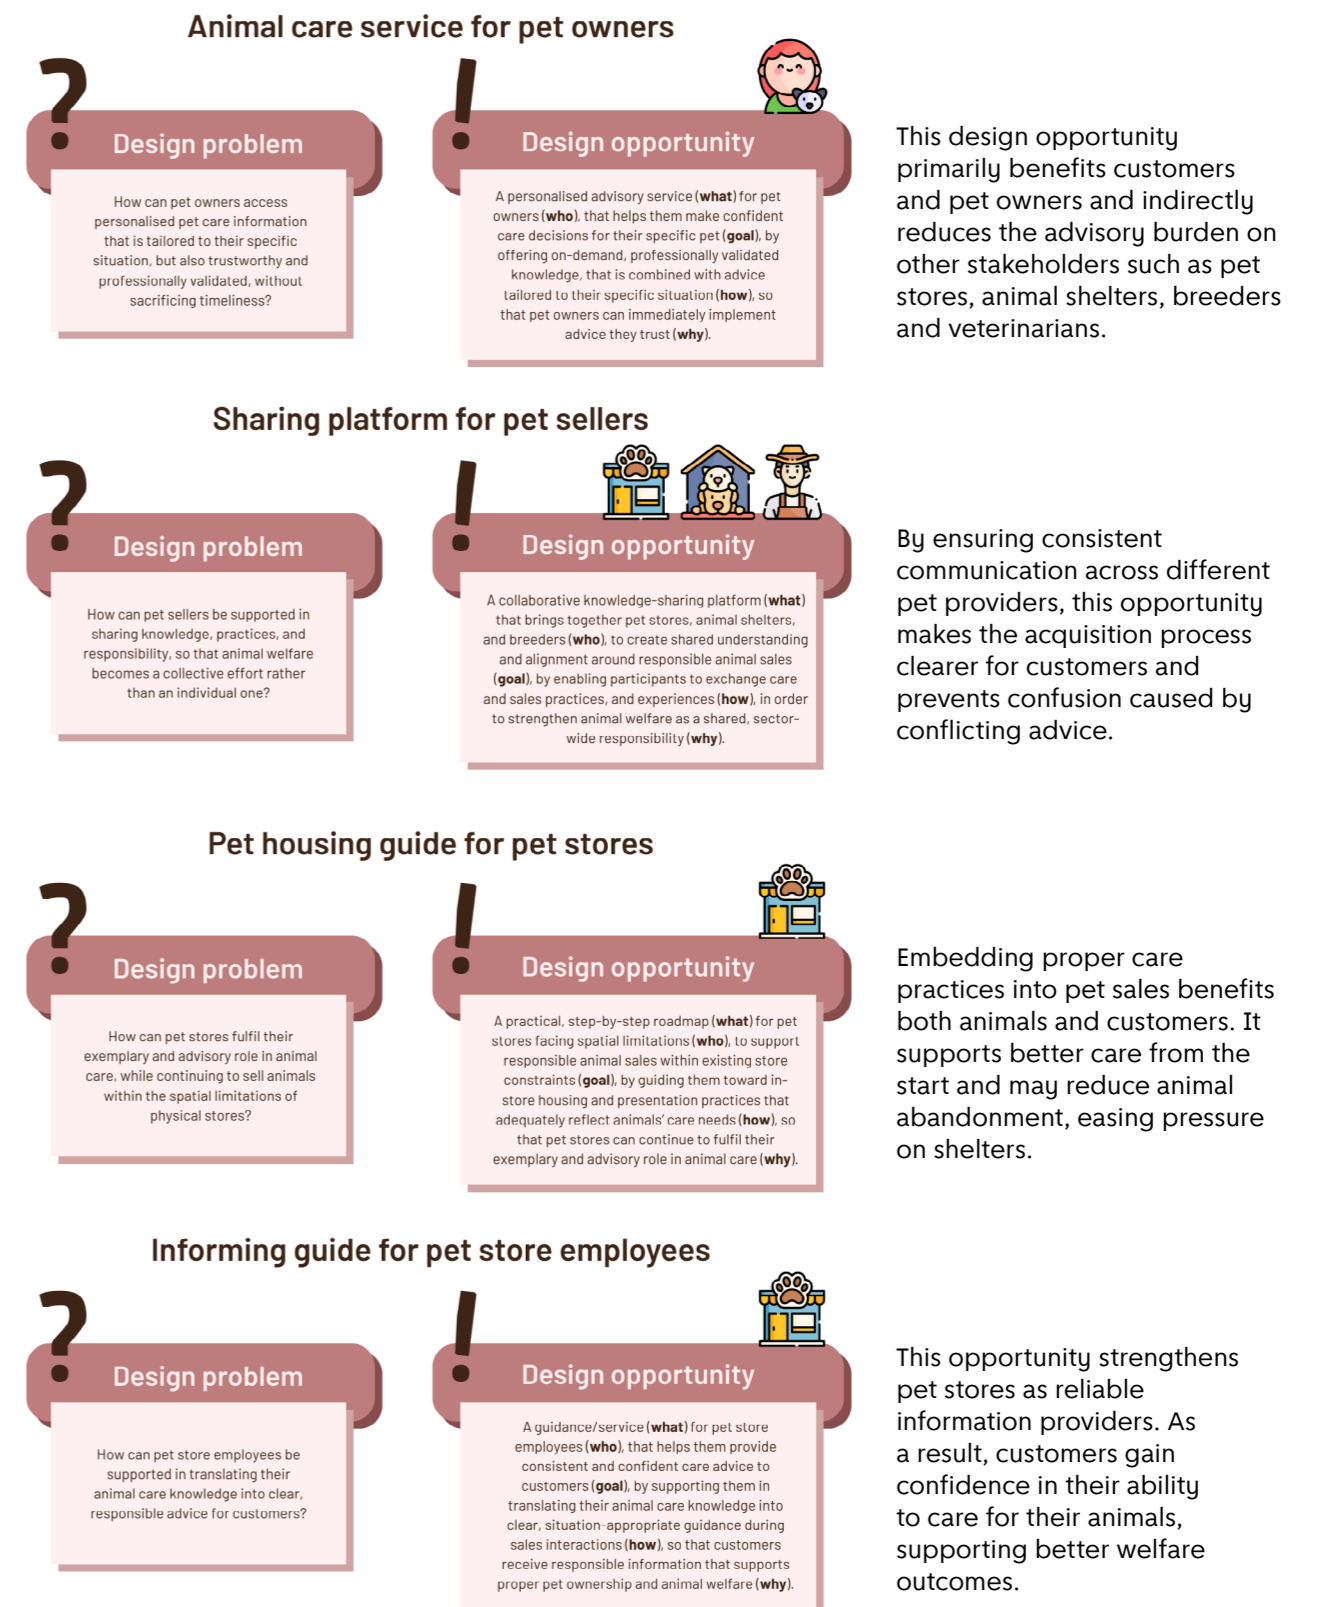 Animal care service for pet owners
?
Design problem
How can pet owners access
personalised pet care information
that is tailored to their specific
situation, but also trustworthy and
professionally validated, without
sacrificing timeliness?
!
Design opportunity
A personalised advisory service (what) for pet
owners (who), that helps them make confident
care decisions for their specific pet (goal), by
offering on-demand, professionally validated
knowledge, that is combined with advice
tailored to their specific situation (how), so
that pet owners can immediately implement
advice they trust (why).
This design opportunity
primarily benefits customers
and pet owners and indirectly
reduces the advisory burden on
other stakeholders such as pet
stores, animal shelters, breeders
and veterinarians.
Sharing platform for pet sellers
?
Design problem
How can pet sellers be supported in
sharing knowledge, practices, and
responsibility, so that animal welfare
becomes a collective effort rather
than an individual one?
!
Design opportunity
A collaborative knowledge-sharing platform (what)
that brings together pet stores, animal shelters,
and breeders (who), to create shared understanding
and alignment around responsible animal sales
(goal), by enabling participants to exchange care
and sales practices, and experiences (how), in order
to strengthen animal welfare as a shared, sector-
wide responsibility (why).
By ensuring consistent
communication across different
pet providers, this opportunity
makes the acquisition process
clearer for customers and
prevents confusion caused by
conflicting advice.
Pet housing guide for pet stores
?
Design problem
How can pet stores fulfil their
exemplary and advisory role in animal
care, while continuing to sell animals
within the spatial limitations of
physical stores?
!
Design opportunity
A practical, step-by-step roadmap (what) for pet
stores facing spatial limitations (who), to support
responsible animal sales within existing store
constraints (goal), by guiding them toward in-
store housing and presentation practices that
adequately reflect animals' care needs (how), so
that pet stores can continue to fulfil their
exemplary and advisory role in animal care (why).
Embedding proper care
practices into pet sales benefits
both animals and customers. It
supports better care from the
start and may reduce animal
abandonment, easing pressure
on shelters.
Informing guide for pet store employees
?
Design problem
How can pet store employees be
supported in translating their
animal care knowledge into clear,
responsible advice for customers?
!
Design opportunity
A guidance/service (what) for pet store
employees (who), that helps them provide
consistent and confident care advice to
customers (goal), by supporting them in
translating their animal care knowledge into
clear, situation-appropriate guidance during
sales interactions (how), so that customers
receive responsible information that supports
proper pet ownership and animal welfare (why).
This opportunity strengthens
pet stores as reliable
information providers. As
a result, customers gain
confidence in their ability
to care for their animals,
supporting better welfare
outcomes.